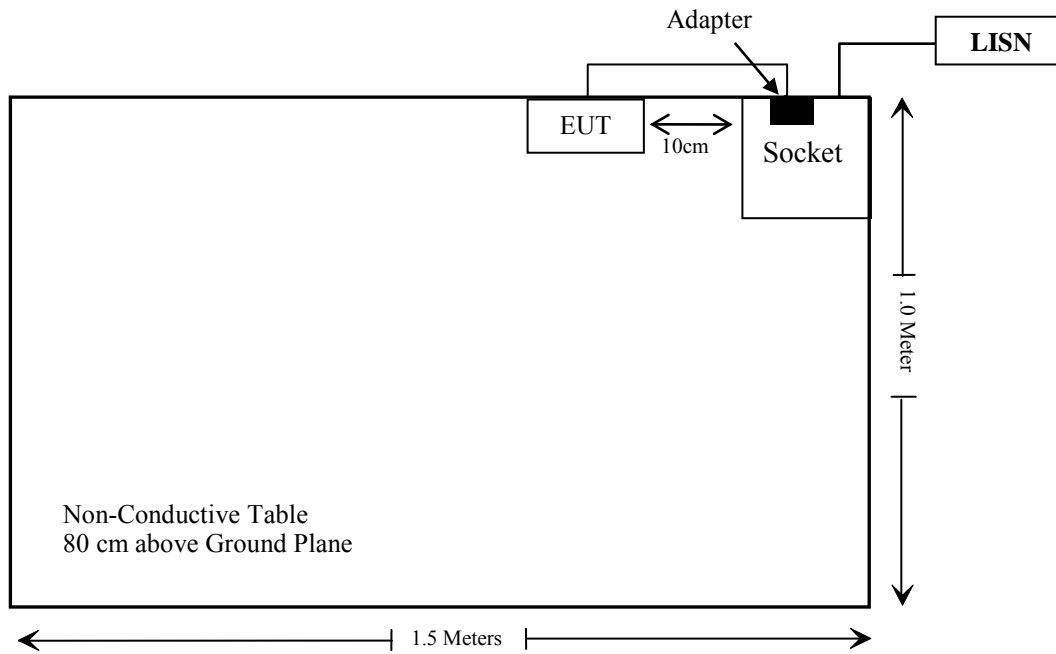 Adapter
LISN
EUT
10cm
Socket
1.0 Meter
Non-Conductive Table
80 cm above Ground Plane
1.5 Meters